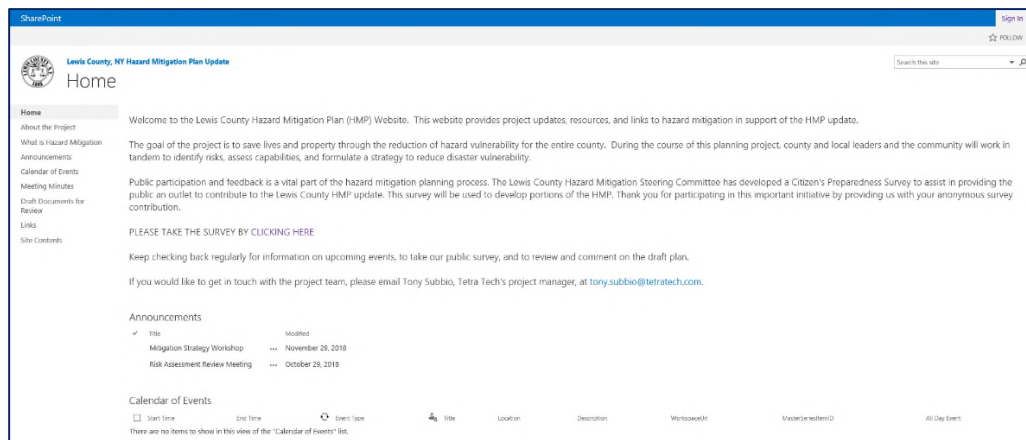 SharePoint
Sign In
FOLLOW
Lewis County, NY Hazard Mitigation Plan Update
Home
Search this site
Home
About the Project
What is Hazard Mitigation
Announcements
Calendar of Events
Meeting Minutes
Draft Documents for
Review
Links
Site Contents
Welcome to the Lewis County Hazard Mitigation Plan (HMP) Website. This website provides project updates, resources, and links to hazard mitigation in support of the HMP update.
The goal of the project is to save lives and property through the reduction of hazard vulnerability for the entire county. During the course of this planning project, county and local leaders and the community will work in
tandem to identify risks, assess capabilities, and formulate a strategy to reduce disaster vulnerability.
Public participation and feedback is a vital part of the hazard mitigation planning process. The Lewis County Hazard Mitigation Steering Committee has developed a Citizen's Preparedness Survey to assist in providing the
public an outlet to contribute to the Lewis County HMP update. This survey will be used to develop portions of the HMP. Thank you for participating in this important initiative by providing us with your anonymous survey
contribution.
PLEASE TAKE THE SURVEY BY CLICKING HERE
Keep checking back regularly for information on upcoming events, to take our public survey, and to review and comment on the draft plan.
If you would like to get in touch with the project team, please email Tony Subbio, Tetra Tech's project manager, at tony.subbio@tetratech.com.
Announcements
Title Modified
Mitigation Strategy Workshop ... November 29, 2018
Risk Assessment Review Meeting ... October 29, 2018
Calendar of Events
Start Time End Time Event Type Title Location Description WorkspaceUrl MasterSeriesItemID All Day Event
There are no items to show in this view of the "Calendar of Events" list.